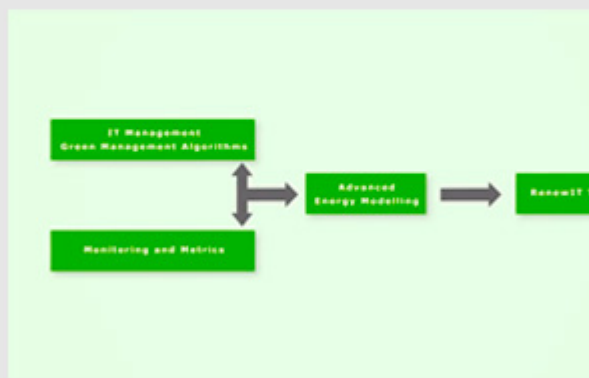 IT Management
Green Management Algorithms
Advanced
Energy Modelling
RenewIT
Monitoring and Metrics